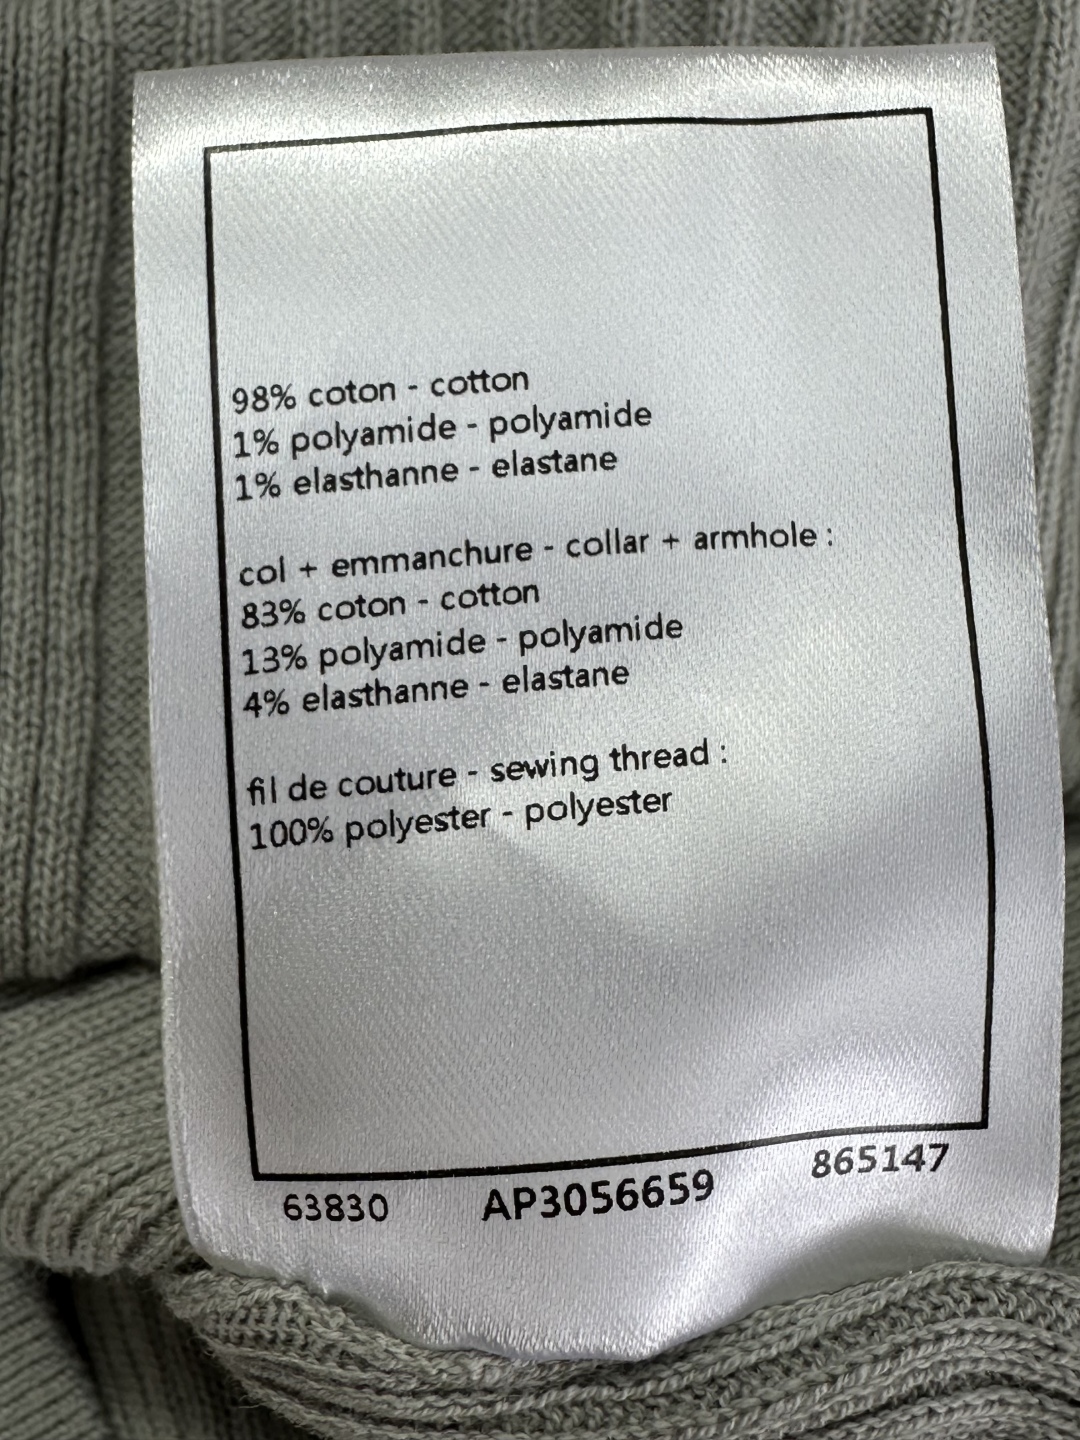 98% coton - cotton
1% polyamide - polyamide
1% elasthanne - elastane
col + emmanchure - collar + armhole :
83% coton - cotton
13% polyamide - polyamide
4% elasthanne - elastane
fil de couture - sewing thread :
100% polyester - polyester
63830 AP3056659 865147